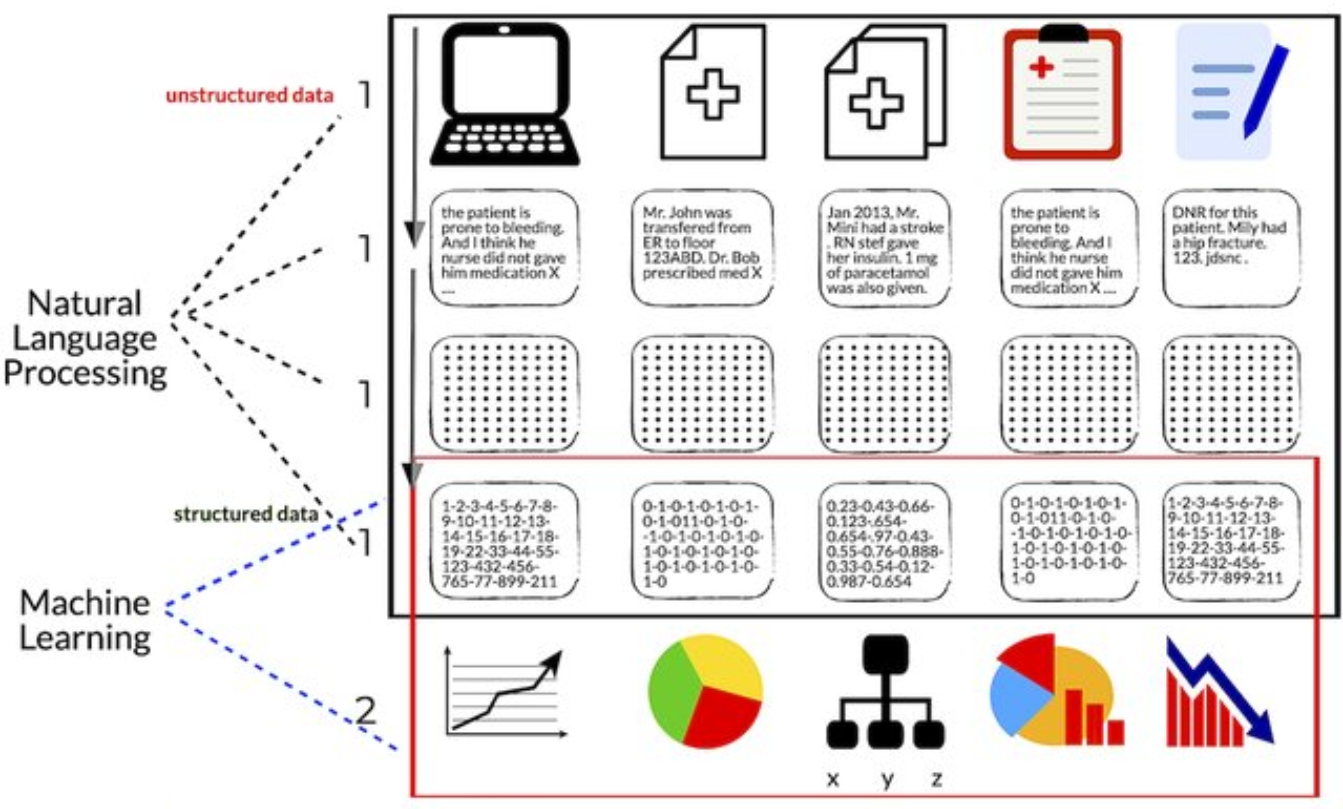 unstructured data 1
the patient is
prone to bleeding.
And I think he
nurse did not gave
him medication X
....
Mr. John was
transfered from
ER to floor
123ABD. Dr. Bob
prescribed med X
Jan 2013, Mr.
Mini had a stroke
. RN stef gave
her insulin. 1 mg
of paracetamol
was also given.
the patient is
prone to
bleeding. And I
think he nurse
did not gave him
medication X ....
DNR for this
patient. Mily had
a hip fracture.
123. jdsnc .
1
Natural
Language
Processing
1
structured data
1
1-2-3-4-5-6-7-8-
9-10-11-12-13-
14-15-16-17-18-
19-22-33-44-55-
123-432-456-
765-77-899-211
0-1-0-1-0-1-0-1-
0-1-011-0-1-0-
-1-0-1-0-1-0-1-0-
1-0-1-0-1-0-1-0-
1-0-1-0-1-0-1-0-
1-0
0.23-0.43-0.66-
0.123-.654-
0.654-.97-0.43-
0.55-0.76-0.888-
0.33-0.54-0.12-
0.987-0.654
0-1-0-1-0-1-0-1-
0-1-011-0-1-0-
-1-0-1-0-1-0-1-0-
1-0-1-0-1-0-1-0-
1-0-1-0-1-0-1-0-
1-0
1-2-3-4-5-6-7-8-
9-10-11-12-13-
14-15-16-17-18-
19-22-33-44-55-
123-432-456-
765-77-899-211
Machine
Learning
2
x y z